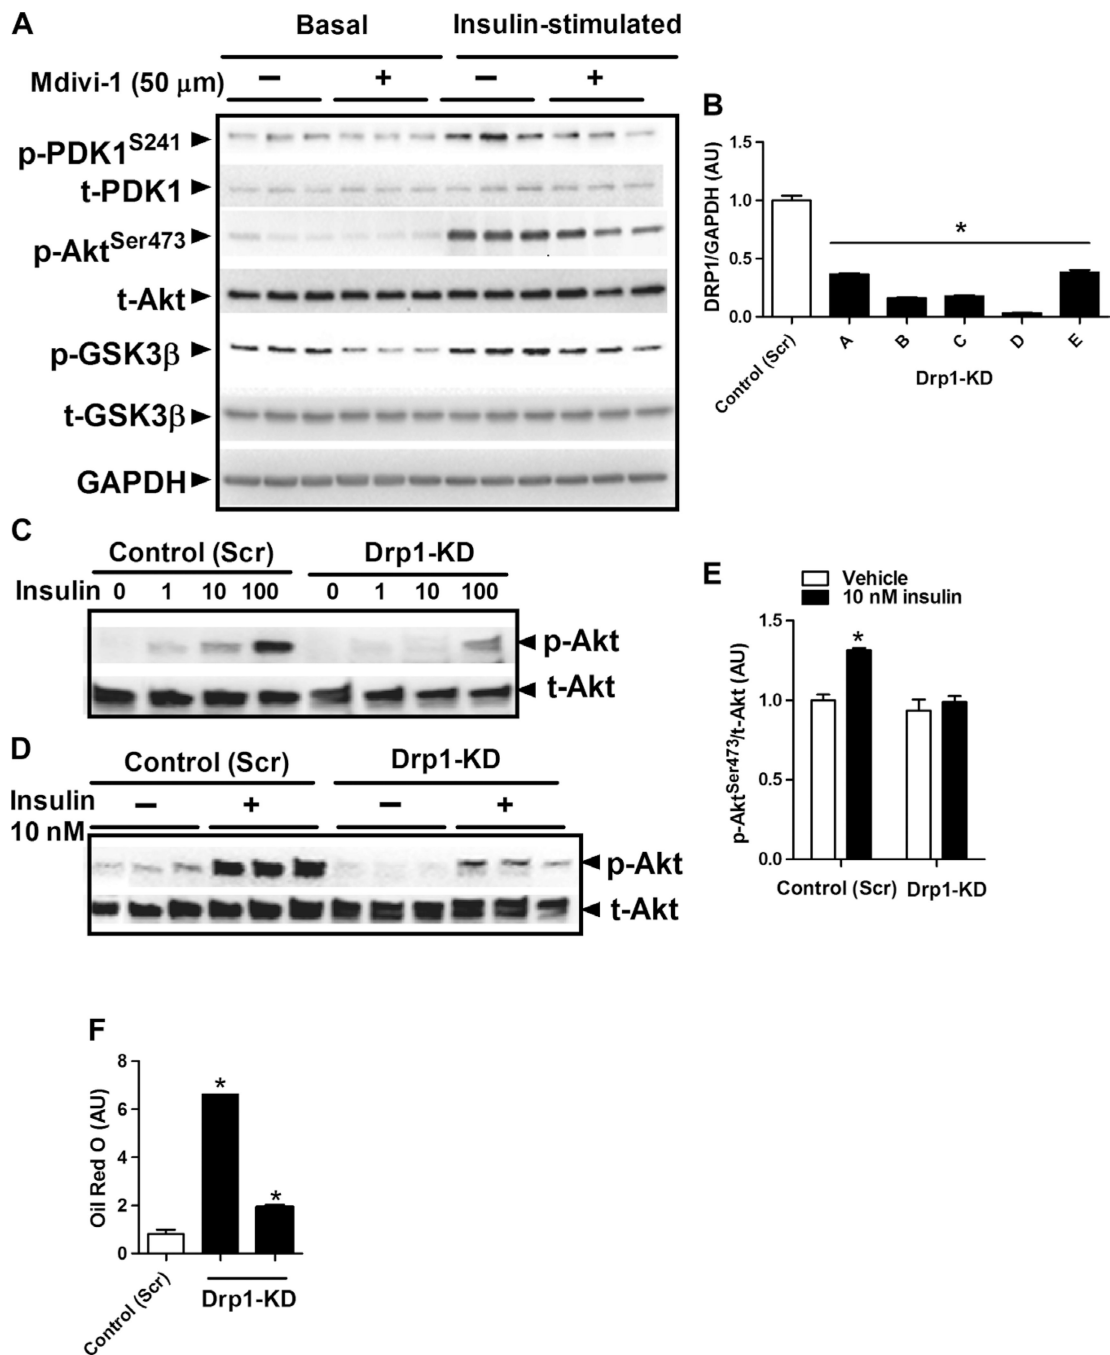 A
Basal Insulin-stimulated
Mdivi-1 (50 μm) − + − +
p-PDK1S241
t-PDK1
p-AktSer473
t-Akt
p-GSK3β
t-GSK3β
GAPDH
B
DRP1/GAPDH (AU)
1.5
1.0
0.5
0.0
*
Control (Scr) A B C D E
Drp1-KD
C
Control (Scr) Drp1-KD
Insulin 0 1 10 100 0 1 10 100
p-Akt
t-Akt
D
Control (Scr) Drp1-KD
Insulin − + − +
10 nM
p-Akt
t-Akt
E
Vehicle
10 nM insulin
p-AktSer473/t-Akt (AU)
1.5
1.0
0.5
0.0
*
Control (Scr) Drp1-KD
F
Oil Red O (AU)
8
6
4
2
0
*
*
Control (Scr)
Drp1-KD